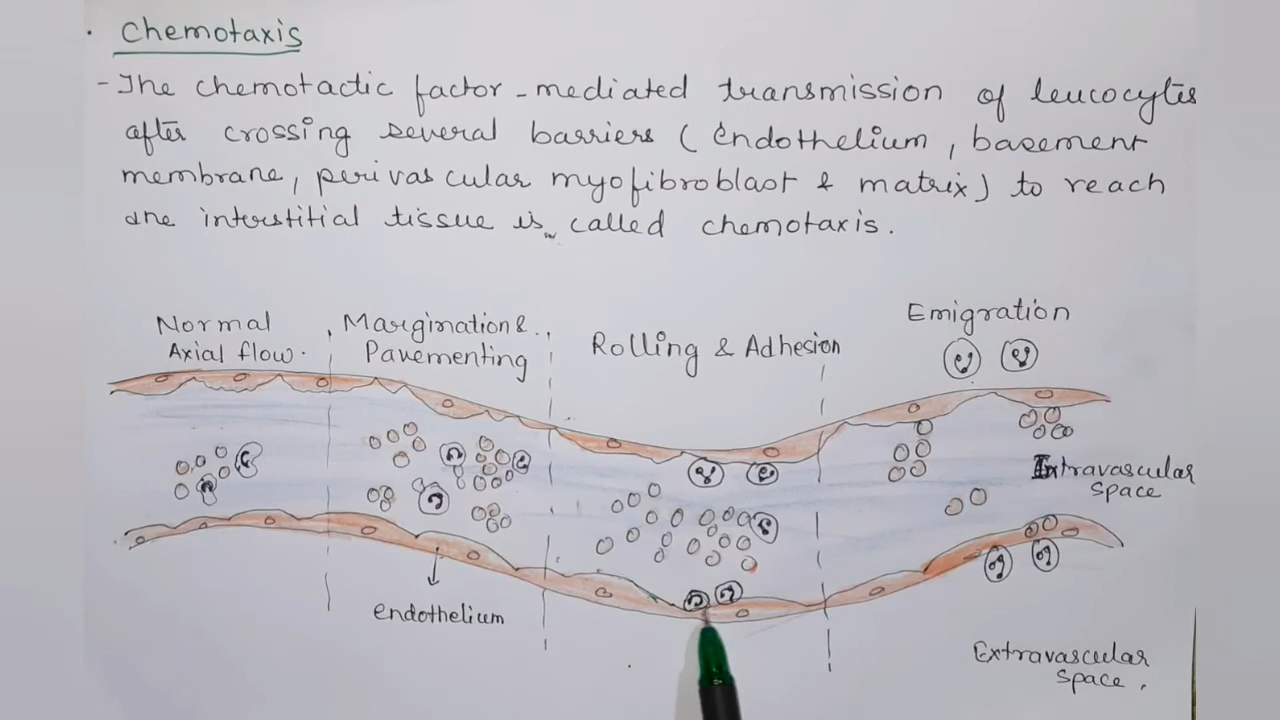 . Chemotaxis
- The chemotactic factor - mediated transmission of leucocytes
after crossing several barriers ( Endothelium , basement
membrane, perivascular myofibroblast & matrix) to reach
the interstitial tissue is called chemotaxis.
Normal
Axial flow.
Margination &
Pavementing
Rolling & Adhesion
Emigration
Intravascular
space
endothelium
Extravascular
space .